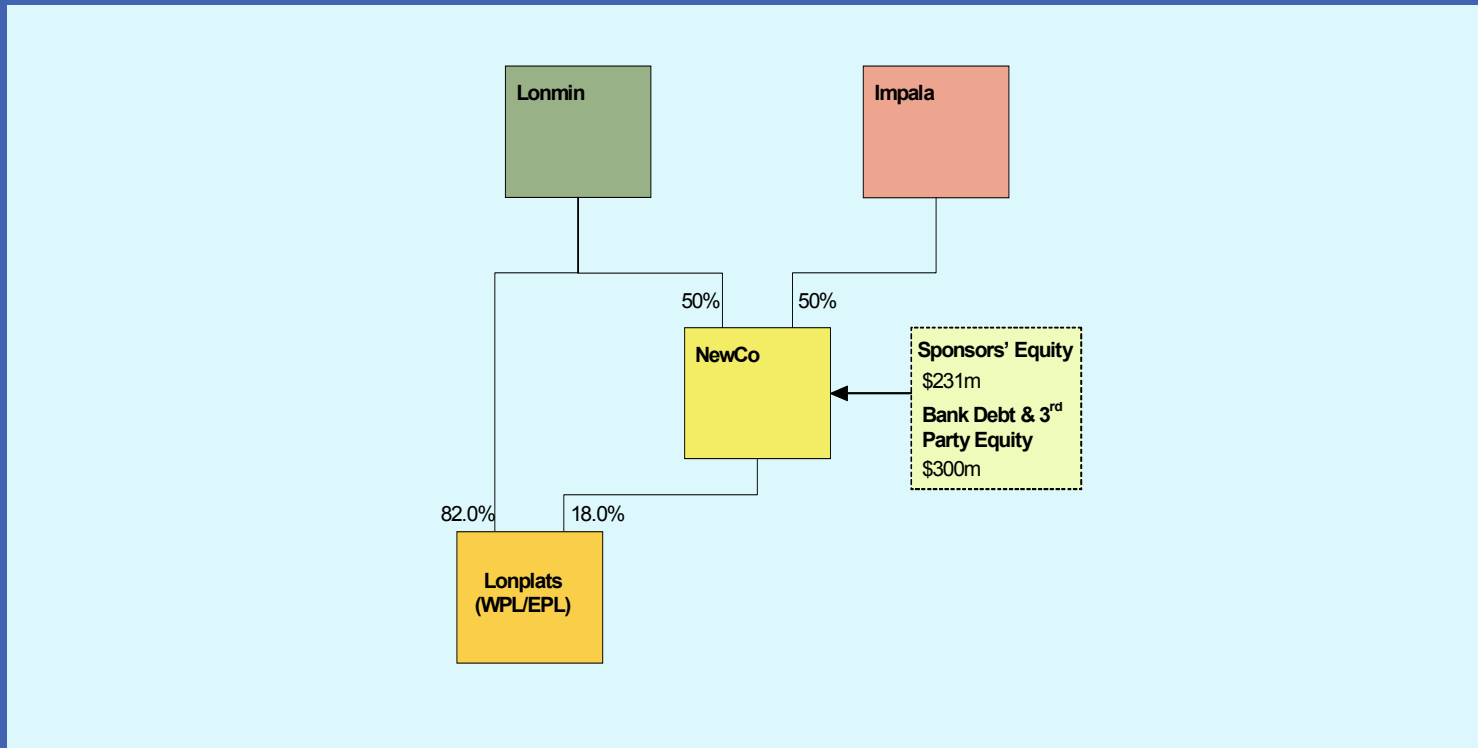 Lonmin
Impala
50%
50%
NewCo
Sponsors’ Equity
$231m
Bank Debt & 3rd
Party Equity
$300m
82.0%
18.0%
Lonplats
(WPL/EPL)